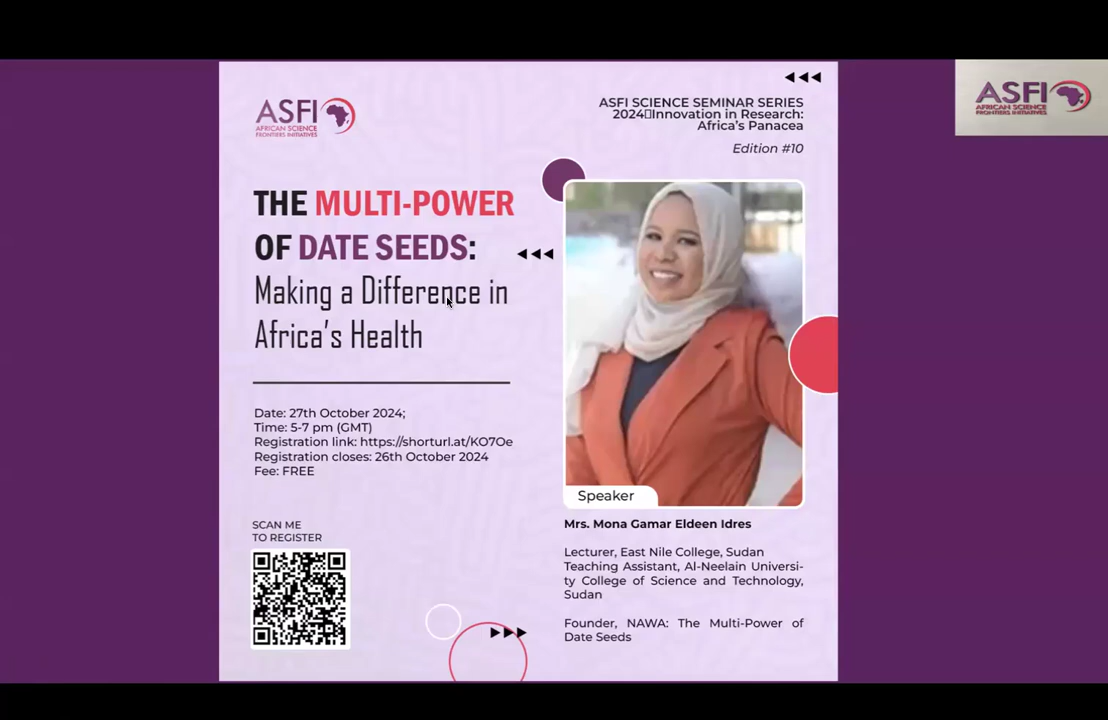 ASFI
AFRICAN SCIENCE
FRONTIERS INITIATIVES
ASFI SCIENCE SEMINAR SERIES
2024□Innovation in Research:
Africa's Panacea
Edition #10
THE MULTI-POWER
OF DATE SEEDS:
Making a Difference in
Africa's Health
Date: 27th October 2024;
Time: 5-7 pm (GMT)
Registration link: https://shorturl.at/KO7Oe
Registration closes: 26th October 2024
Fee: FREE
SCAN ME
TO REGISTER
Speaker
Mrs. Mona Gamar Eldeen Idres
Lecturer, East Nile College, Sudan
Teaching Assistant, Al-Neelain Universi-
ty College of Science and Technology,
Sudan
Founder, NAWA: The Multi-Power of
Date Seeds
ASFI
AFRICAN SCIENCE
FRONTIERS INITIATIVES